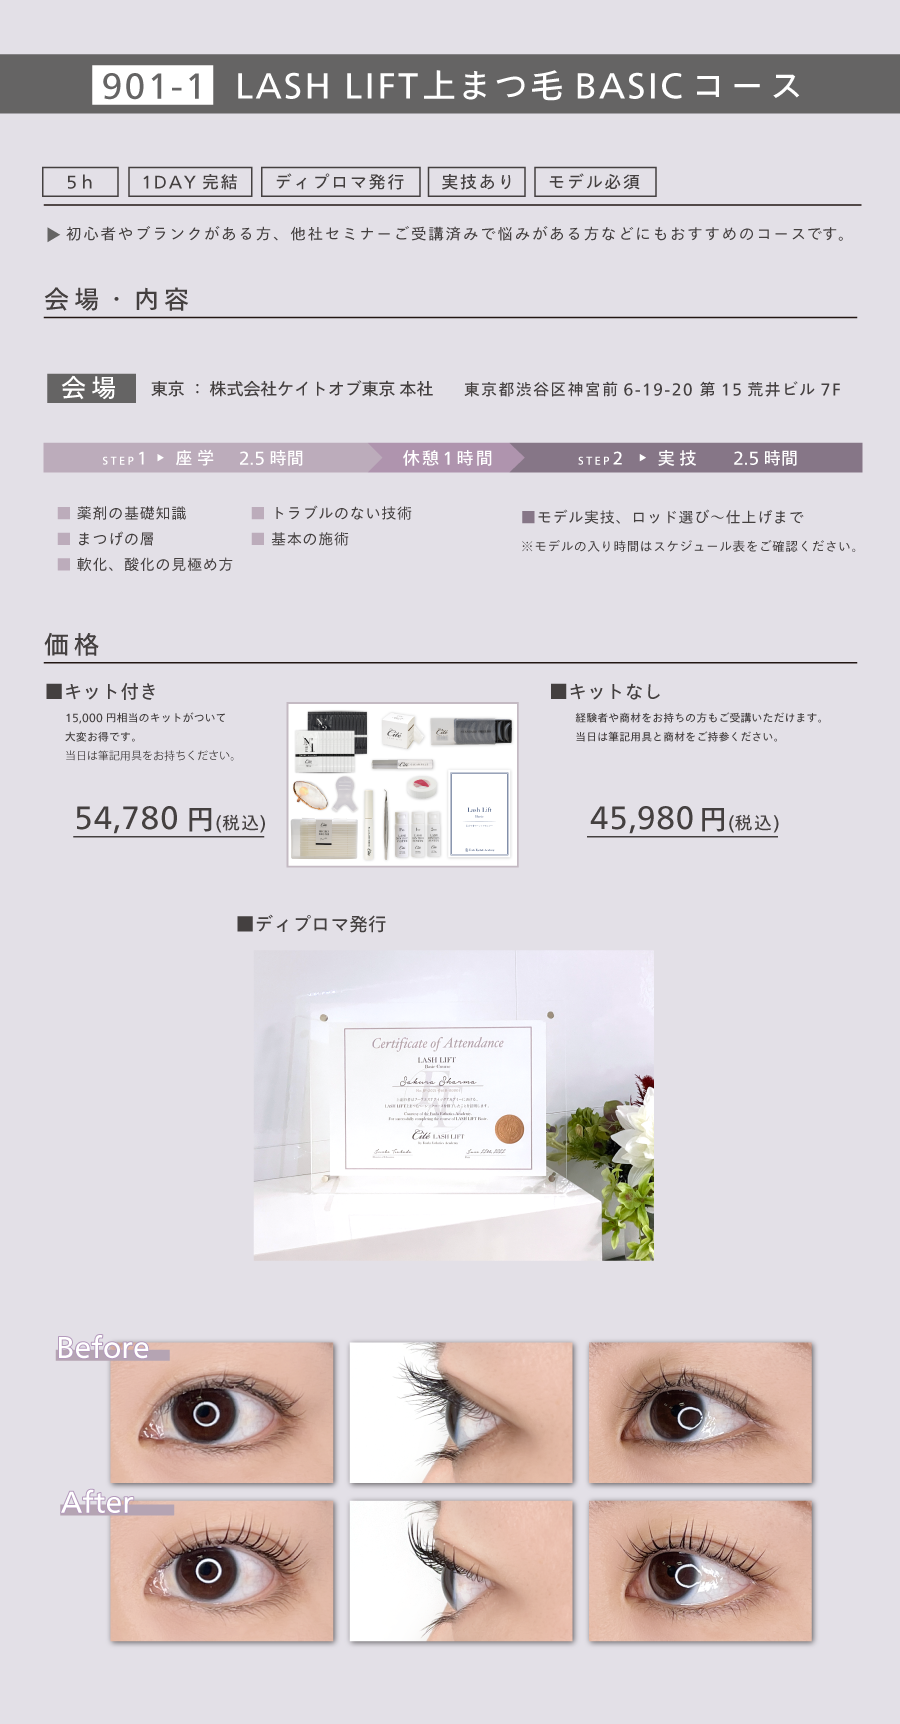 901-1 LASH LIFT上まつ毛 BASIC コース
5h 1DAY 完結 ディプロマ発行 実技あり モデル必須
▶ 初心者やブランクがある方、他社セミナーご受講済みで悩みがある方などにもおすすめのコースです。
会場・内容
会場 東京 ： 株式会社ケイトオブ東京 本社 東京都渋谷区神宮前 6-19-20 第 15 荒井ビル 7F
STEP1 ▶ 座学 2.5 時間 休憩 1 時間 STEP2 ▶ 実技 2.5 時間
■ 薬剤の基礎知識
■ まつげの層
■ 軟化、酸化の見極め方
■ トラブルのない技術
■ 基本の施術
■モデル実技、ロッド選び～仕上げまで
※モデルの入り時間はスケジュール表をご確認ください。
価格
■キット付き
15,000 円相当のキットがついて
大変お得です。
当日は筆記用具をお持ちください。
54,780 円(税込)
N°1
Cité
Cité
Cité
Lash Lift
■キットなし
経験者や商材をお持ちの方もご受講いただけます。
当日は筆記用具と商材をご持参ください。
45,980 円(税込)
■ディプロマ発行
Certificate of Attendance
LASH LIFT
Basic Course
Sakura Sharma
Cité LASH LIFT
Before
After